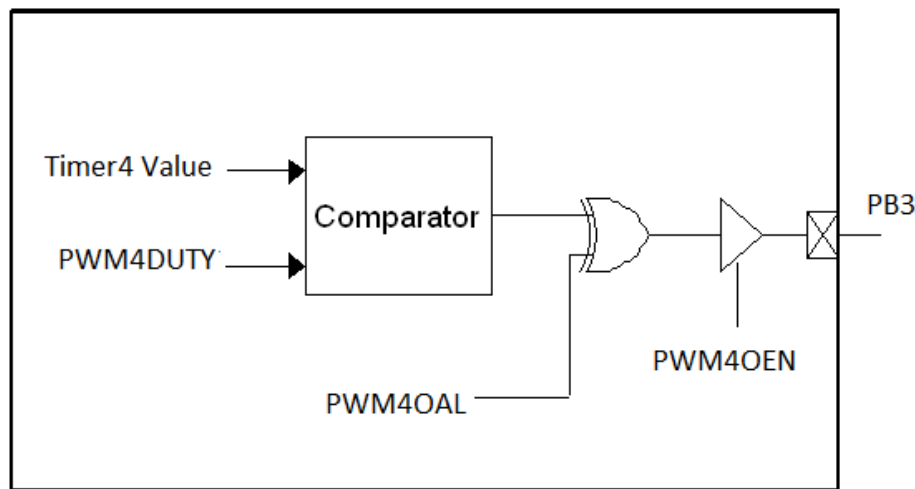 Timer4 Value
Comparator
PB3
PWM4DUTY
PWM4OEN
PWM4OAL